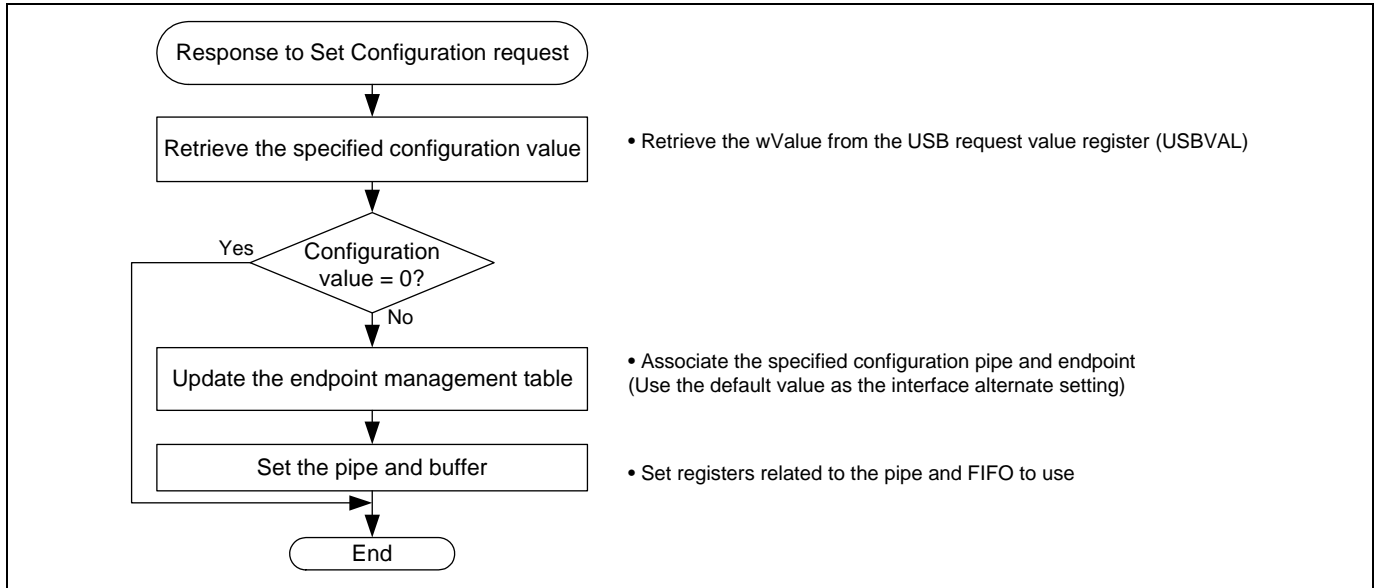 Response to Set Configuration request
Retrieve the specified configuration value
• Retrieve the wValue from the USB request value register (USBVAL)
Yes
Configuration
value = 0?
No
Update the endpoint management table
• Associate the specified configuration pipe and endpoint
(Use the default value as the interface alternate setting)
Set the pipe and buffer
• Set registers related to the pipe and FIFO to use
End